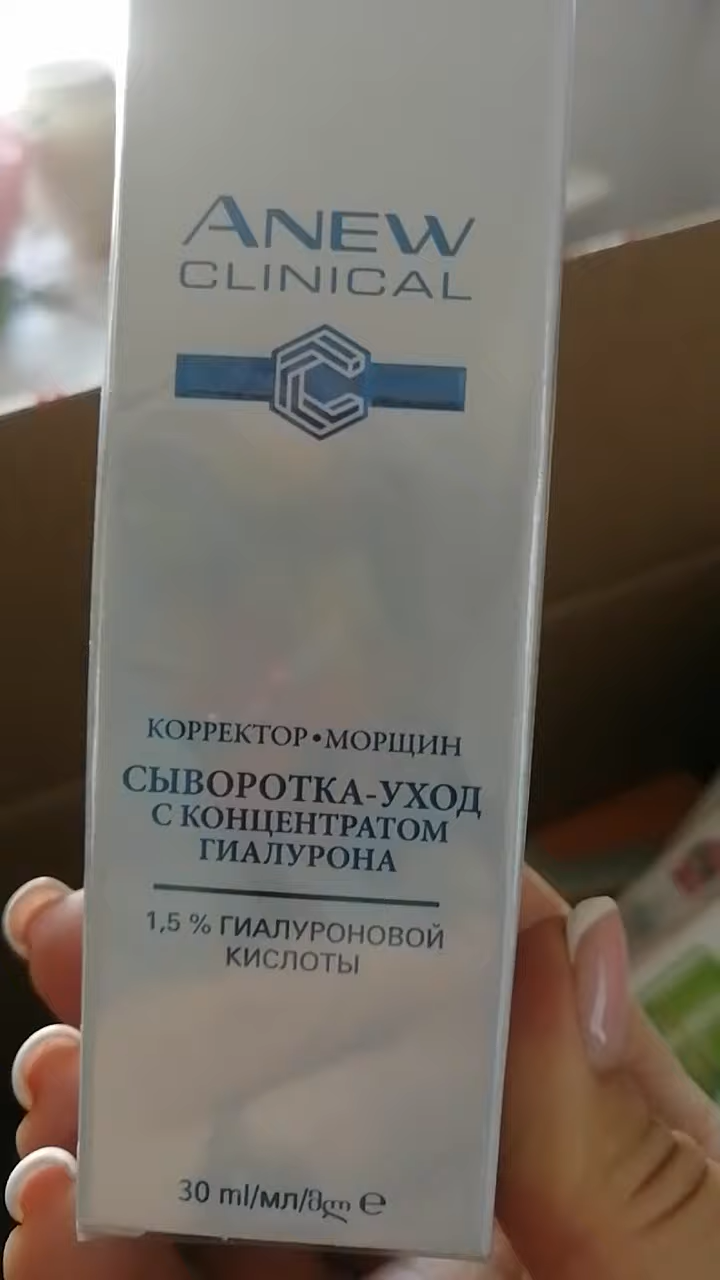 ANEW
CLINICAL
КОРРЕКТОР•МОРЩИН
СЫВОРОТКА-УХОД
С КОНЦЕНТРАТОМ
ГИАЛУРОНА
1,5 % ГИАЛУРОНОВОЙ
КИСЛОТЫ
30 ml/мл/მლ ℮